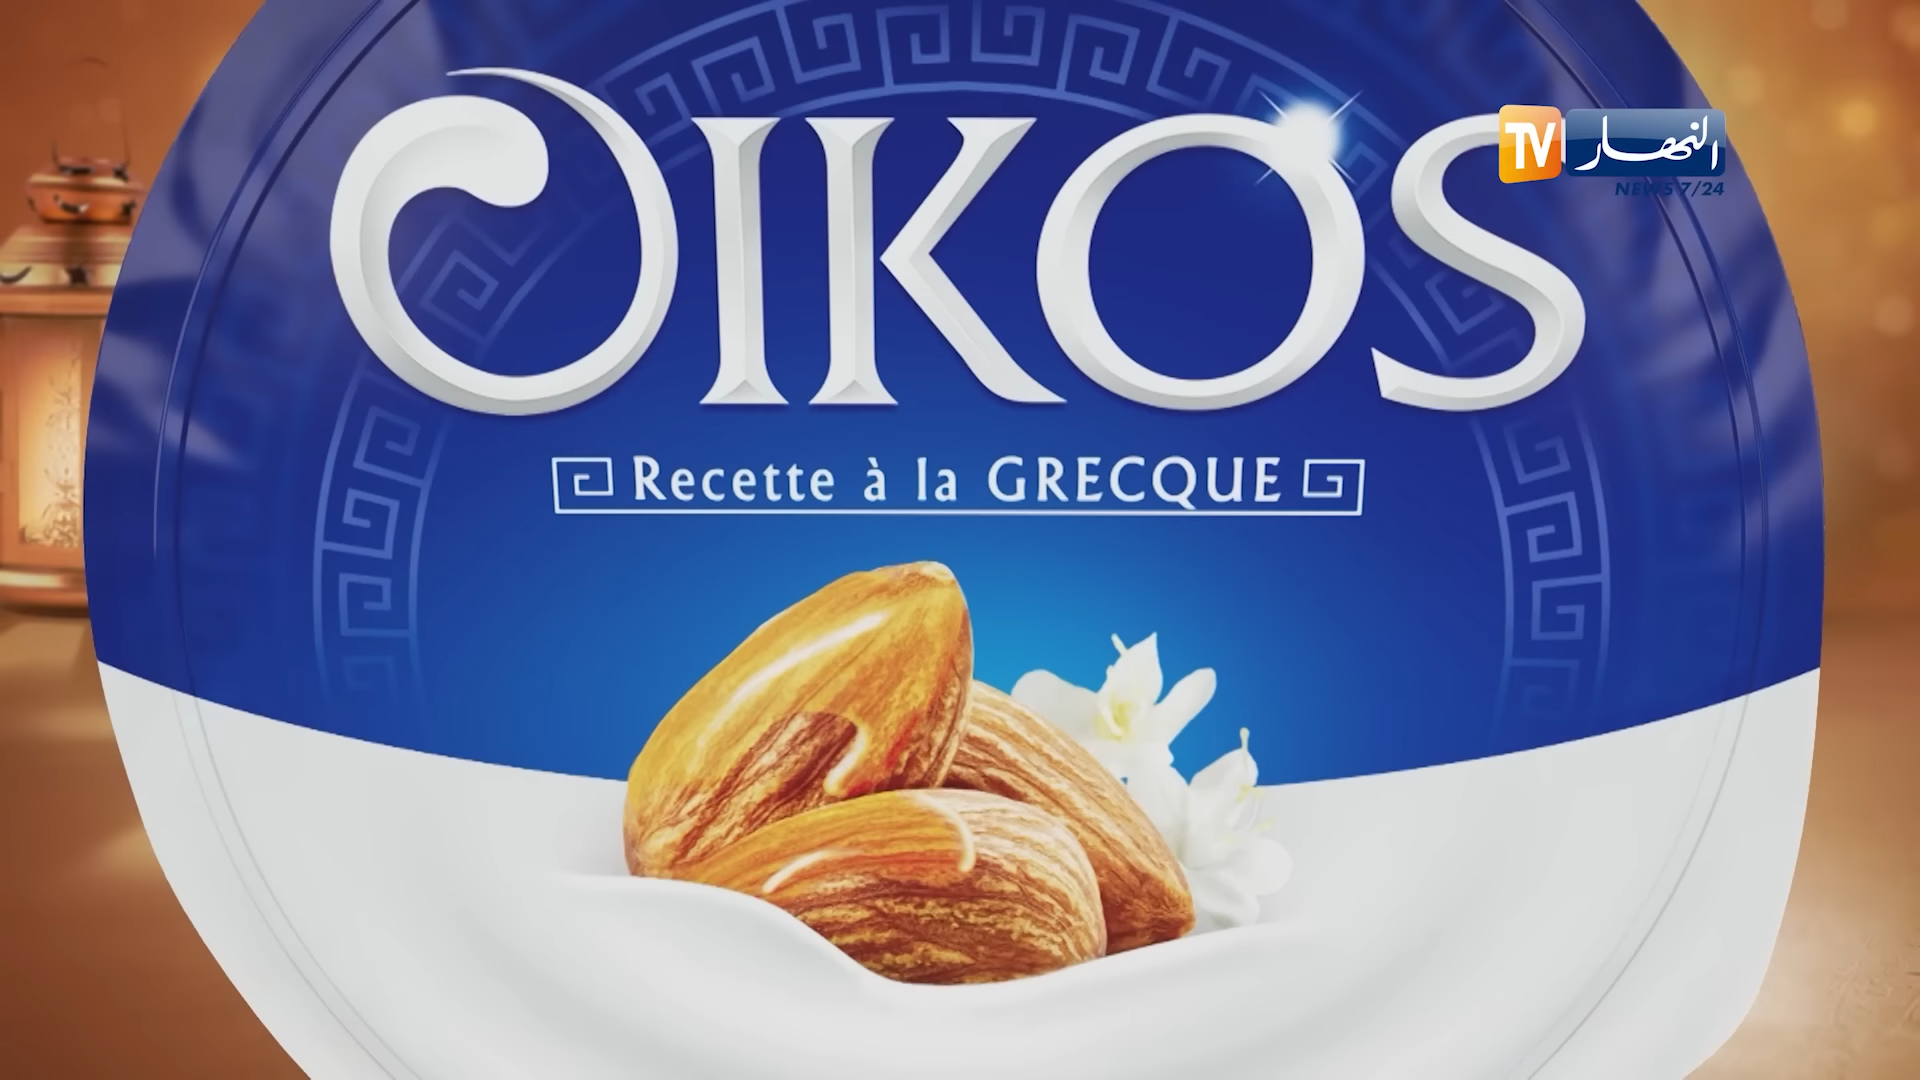 OIKOS
TV النهار
NEWS 7/24
Recette à la GRECQUE